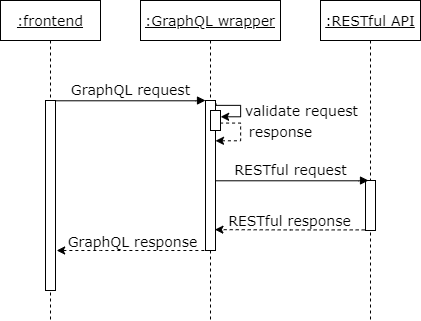 :frontend
:GraphQL wrapper
:RESTful API
GraphQL request
validate request
response
RESTful request
RESTful response
GraphQL response